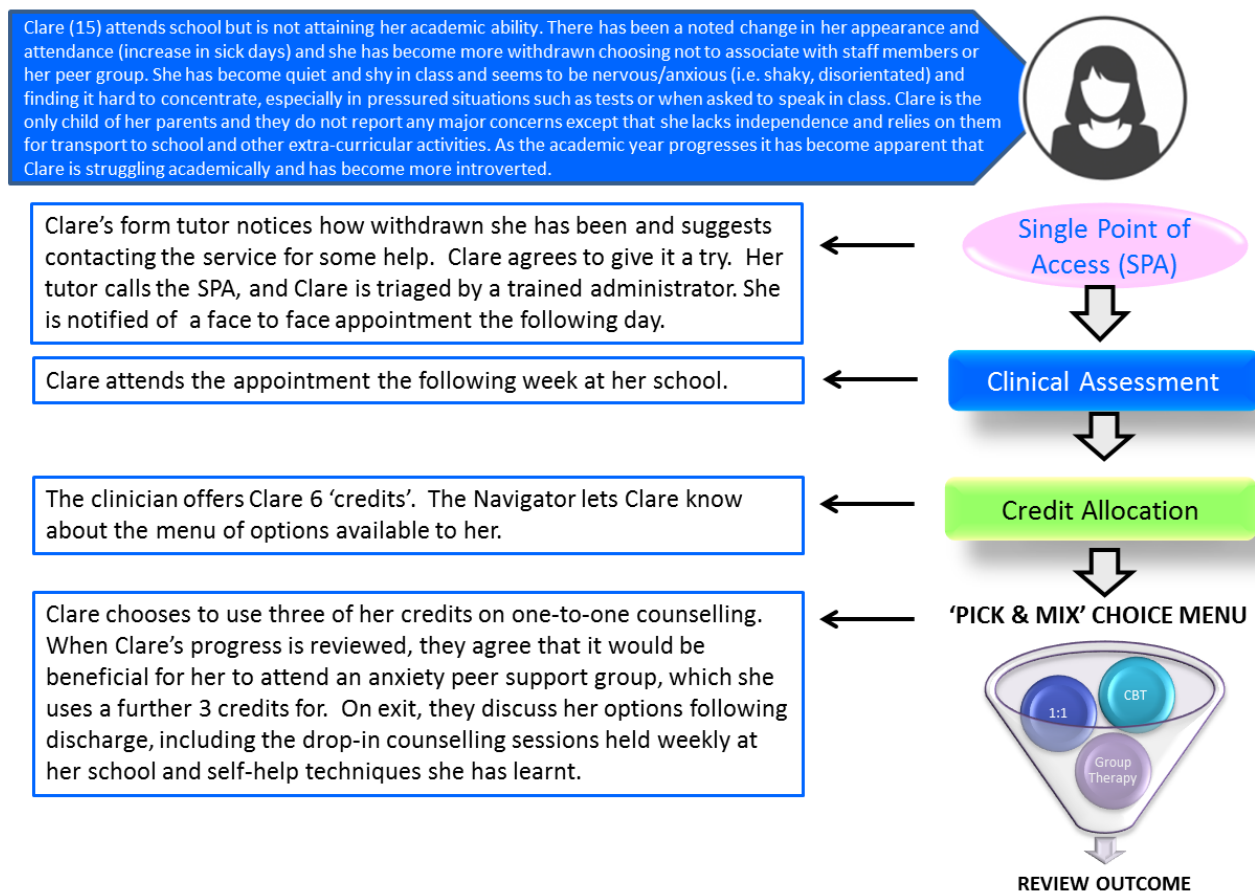 Clare (15) attends school but is not attaining her academic ability. There has been a noted change in her appearance and
attendance (increase in sick days) and she has become more withdrawn choosing not to associate with staff members or
her peer group. She has become quiet and shy in class and seems to be nervous/anxious (i.e. shaky, disorientated) and
finding it hard to concentrate, especially in pressured situations such as tests or when asked to speak in class. Clare is the
only child of her parents and they do not report any major concerns except that she lacks independence and relies on them
for transport to school and other extra-curricular activities. As the academic year progresses it has become apparent that
Clare is struggling academically and has become more introverted.
Clare’s form tutor notices how withdrawn she has been and suggests
contacting the service for some help.  Clare agrees to give it a try.  Her
tutor calls the SPA, and Clare is triaged by a trained administrator. She
is notified of  a face to face appointment the following day.
Single Point of
Access (SPA)
Clare attends the appointment the following week at her school.
Clinical Assessment
The clinician offers Clare 6 ‘credits’.  The Navigator lets Clare know
about the menu of options available to her.
Credit Allocation
Clare chooses to use three of her credits on one-to-one counselling.
When Clare’s progress is reviewed, they agree that it would be
beneficial for her to attend an anxiety peer support group, which she
uses a further 3 credits for.  On exit, they discuss her options following
discharge, including the drop-in counselling sessions held weekly at
her school and self-help techniques she has learnt.
‘PICK & MIX’ CHOICE MENU
1:1
CBT
Group
Therapy
REVIEW OUTCOME